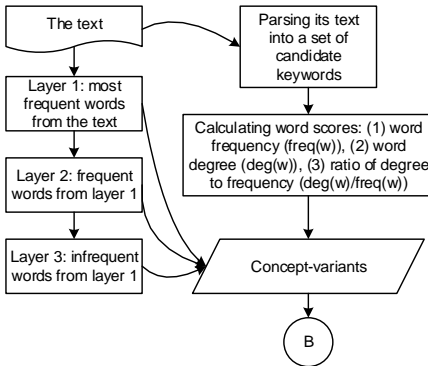 The text
Parsing its text
into a set of
candidate
keywords
Layer 1: most
frequent words
from the text
Calculating word scores: (1) word
frequency (freq(w)), (2) word
degree (deg(w)), (3) ratio of degree
to frequency (deg(w)/freq(w))
Layer 2: frequent
words from layer 1
Layer 3: infrequent
words from layer 1
Concept-variants
B